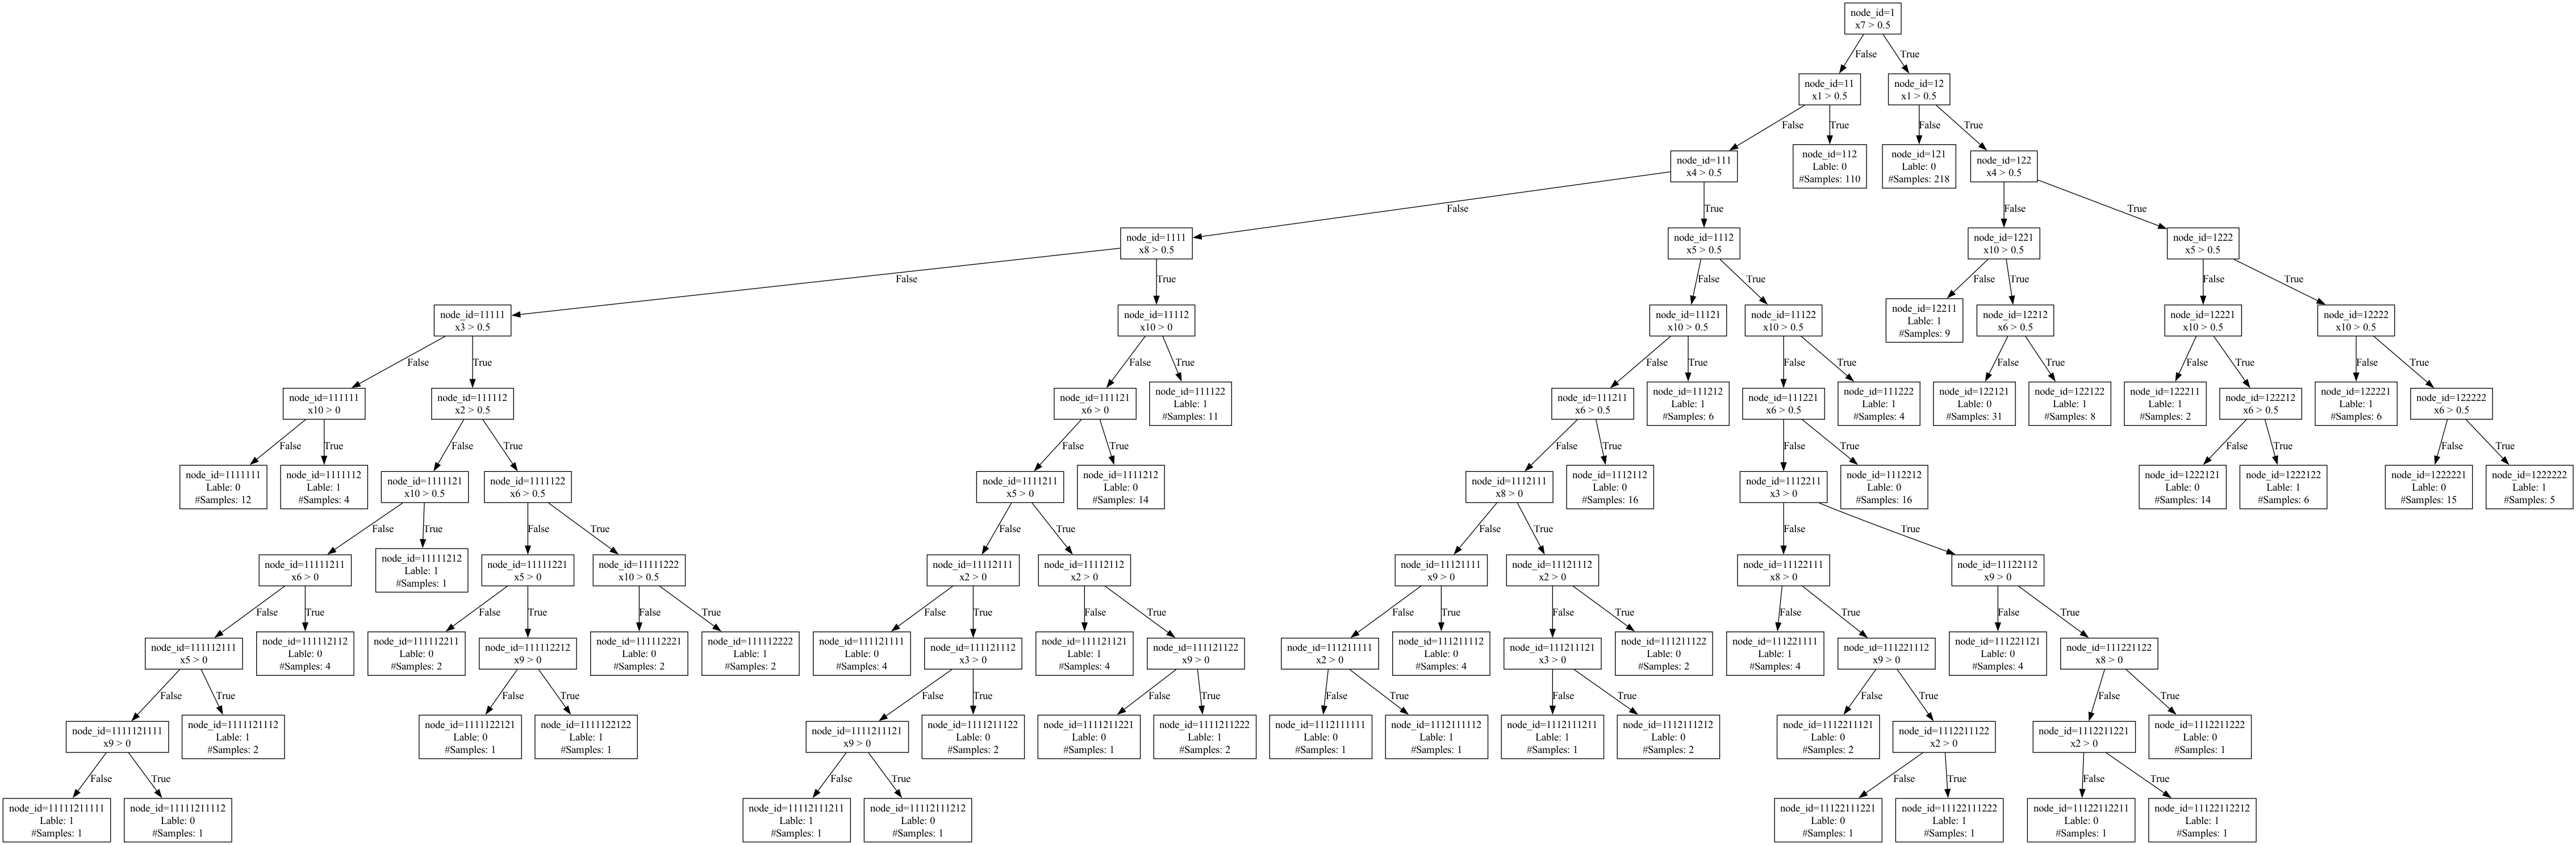 node_id=1
x7 > 0.5
False
True
node_id=11
x1 > 0.5
node_id=12
x1 > 0.5
False
True
False
True
node_id=111
x4 > 0.5
node_id=112
Lable: 0
#Samples: 110
node_id=121
Lable: 0
#Samples: 218
node_id=122
x4 > 0.5
False
True
False
True
node_id=1111
x8 > 0.5
node_id=1112
x5 > 0.5
node_id=1221
x10 > 0.5
node_id=1222
x5 > 0.5
False
True
False
True
False
True
False
True
node_id=11111
x3 > 0.5
node_id=11112
x10 > 0
node_id=11121
x10 > 0.5
node_id=11122
x10 > 0.5
node_id=12211
Lable: 1
#Samples: 9
node_id=12212
x6 > 0.5
node_id=12221
x10 > 0.5
node_id=12222
x10 > 0.5
False
True
False
True
False
True
False
True
False
True
False
True
False
True
node_id=111111
x10 > 0
node_id=111112
x2 > 0.5
node_id=111121
x6 > 0
node_id=111122
Lable: 1
#Samples: 11
node_id=111211
x6 > 0.5
node_id=111212
Lable: 1
#Samples: 6
node_id=111221
x6 > 0.5
node_id=111222
Lable: 1
#Samples: 4
node_id=122121
Lable: 0
#Samples: 31
node_id=122122
Lable: 1
#Samples: 8
node_id=122211
Lable: 1
#Samples: 2
node_id=122212
x6 > 0.5
node_id=122221
Lable: 1
#Samples: 6
node_id=122222
x6 > 0.5
False
True
False
True
False
True
False
True
False
True
False
True
False
True
node_id=1111111
Lable: 0
#Samples: 12
node_id=1111112
Lable: 1
#Samples: 4
node_id=1111121
x10 > 0.5
node_id=1111122
x6 > 0.5
node_id=1111211
x5 > 0
node_id=1111212
Lable: 0
#Samples: 14
node_id=1112111
x8 > 0
node_id=1112112
Lable: 0
#Samples: 16
node_id=1112211
x3 > 0
node_id=1112212
Lable: 0
#Samples: 16
node_id=1222121
Lable: 0
#Samples: 14
node_id=1222122
Lable: 1
#Samples: 6
node_id=1222221
Lable: 0
#Samples: 15
node_id=1222222
Lable: 1
#Samples: 5
False
True
False
True
False
True
False
True
False
True
node_id=11111211
x6 > 0
node_id=11111212
Lable: 1
#Samples: 1
node_id=11111221
x5 > 0
node_id=11111222
x10 > 0.5
node_id=11112111
x2 > 0
node_id=11112112
x2 > 0
node_id=11121111
x9 > 0
node_id=11121112
x2 > 0
node_id=11122111
x8 > 0
node_id=11122112
x9 > 0
False
True
False
True
False
True
False
True
False
True
False
True
False
True
False
True
False
True
node_id=111112111
x5 > 0
node_id=111112112
Lable: 0
#Samples: 4
node_id=111112211
Lable: 0
#Samples: 2
node_id=111112212
x9 > 0
node_id=111112221
Lable: 0
#Samples: 2
node_id=111112222
Lable: 1
#Samples: 2
node_id=111121111
Lable: 0
#Samples: 4
node_id=111121112
x3 > 0
node_id=111121121
Lable: 1
#Samples: 4
node_id=111121122
x9 > 0
node_id=111211111
x2 > 0
node_id=111211112
Lable: 0
#Samples: 4
node_id=111211121
x3 > 0
node_id=111211122
Lable: 0
#Samples: 2
node_id=111221111
Lable: 1
#Samples: 4
node_id=111221112
x9 > 0
node_id=111221121
Lable: 0
#Samples: 4
node_id=111221122
x8 > 0
False
True
False
True
False
True
False
True
False
True
False
True
False
True
False
True
node_id=1111121111
x9 > 0
node_id=1111121112
Lable: 1
#Samples: 2
node_id=1111122121
Lable: 0
#Samples: 1
node_id=1111122122
Lable: 1
#Samples: 1
node_id=1111211121
x9 > 0
node_id=1111211122
Lable: 0
#Samples: 2
node_id=1111211221
Lable: 0
#Samples: 1
node_id=1111211222
Lable: 1
#Samples: 2
node_id=1112111111
Lable: 0
#Samples: 1
node_id=1112111112
Lable: 1
#Samples: 1
node_id=1112111211
Lable: 1
#Samples: 1
node_id=1112111212
Lable: 0
#Samples: 2
node_id=1112211121
Lable: 0
#Samples: 2
node_id=1112211122
x2 > 0
node_id=1112211221
x2 > 0
node_id=1112211222
Lable: 0
#Samples: 1
False
True
False
True
False
True
False
True
node_id=11111211111
Lable: 1
#Samples: 1
node_id=11111211112
Lable: 0
#Samples: 1
node_id=11112111211
Lable: 1
#Samples: 1
node_id=11112111212
Lable: 0
#Samples: 1
node_id=11122111221
Lable: 0
#Samples: 1
node_id=11122111222
Lable: 1
#Samples: 1
node_id=11122112211
Lable: 0
#Samples: 1
node_id=11122112212
Lable: 1
#Samples: 1